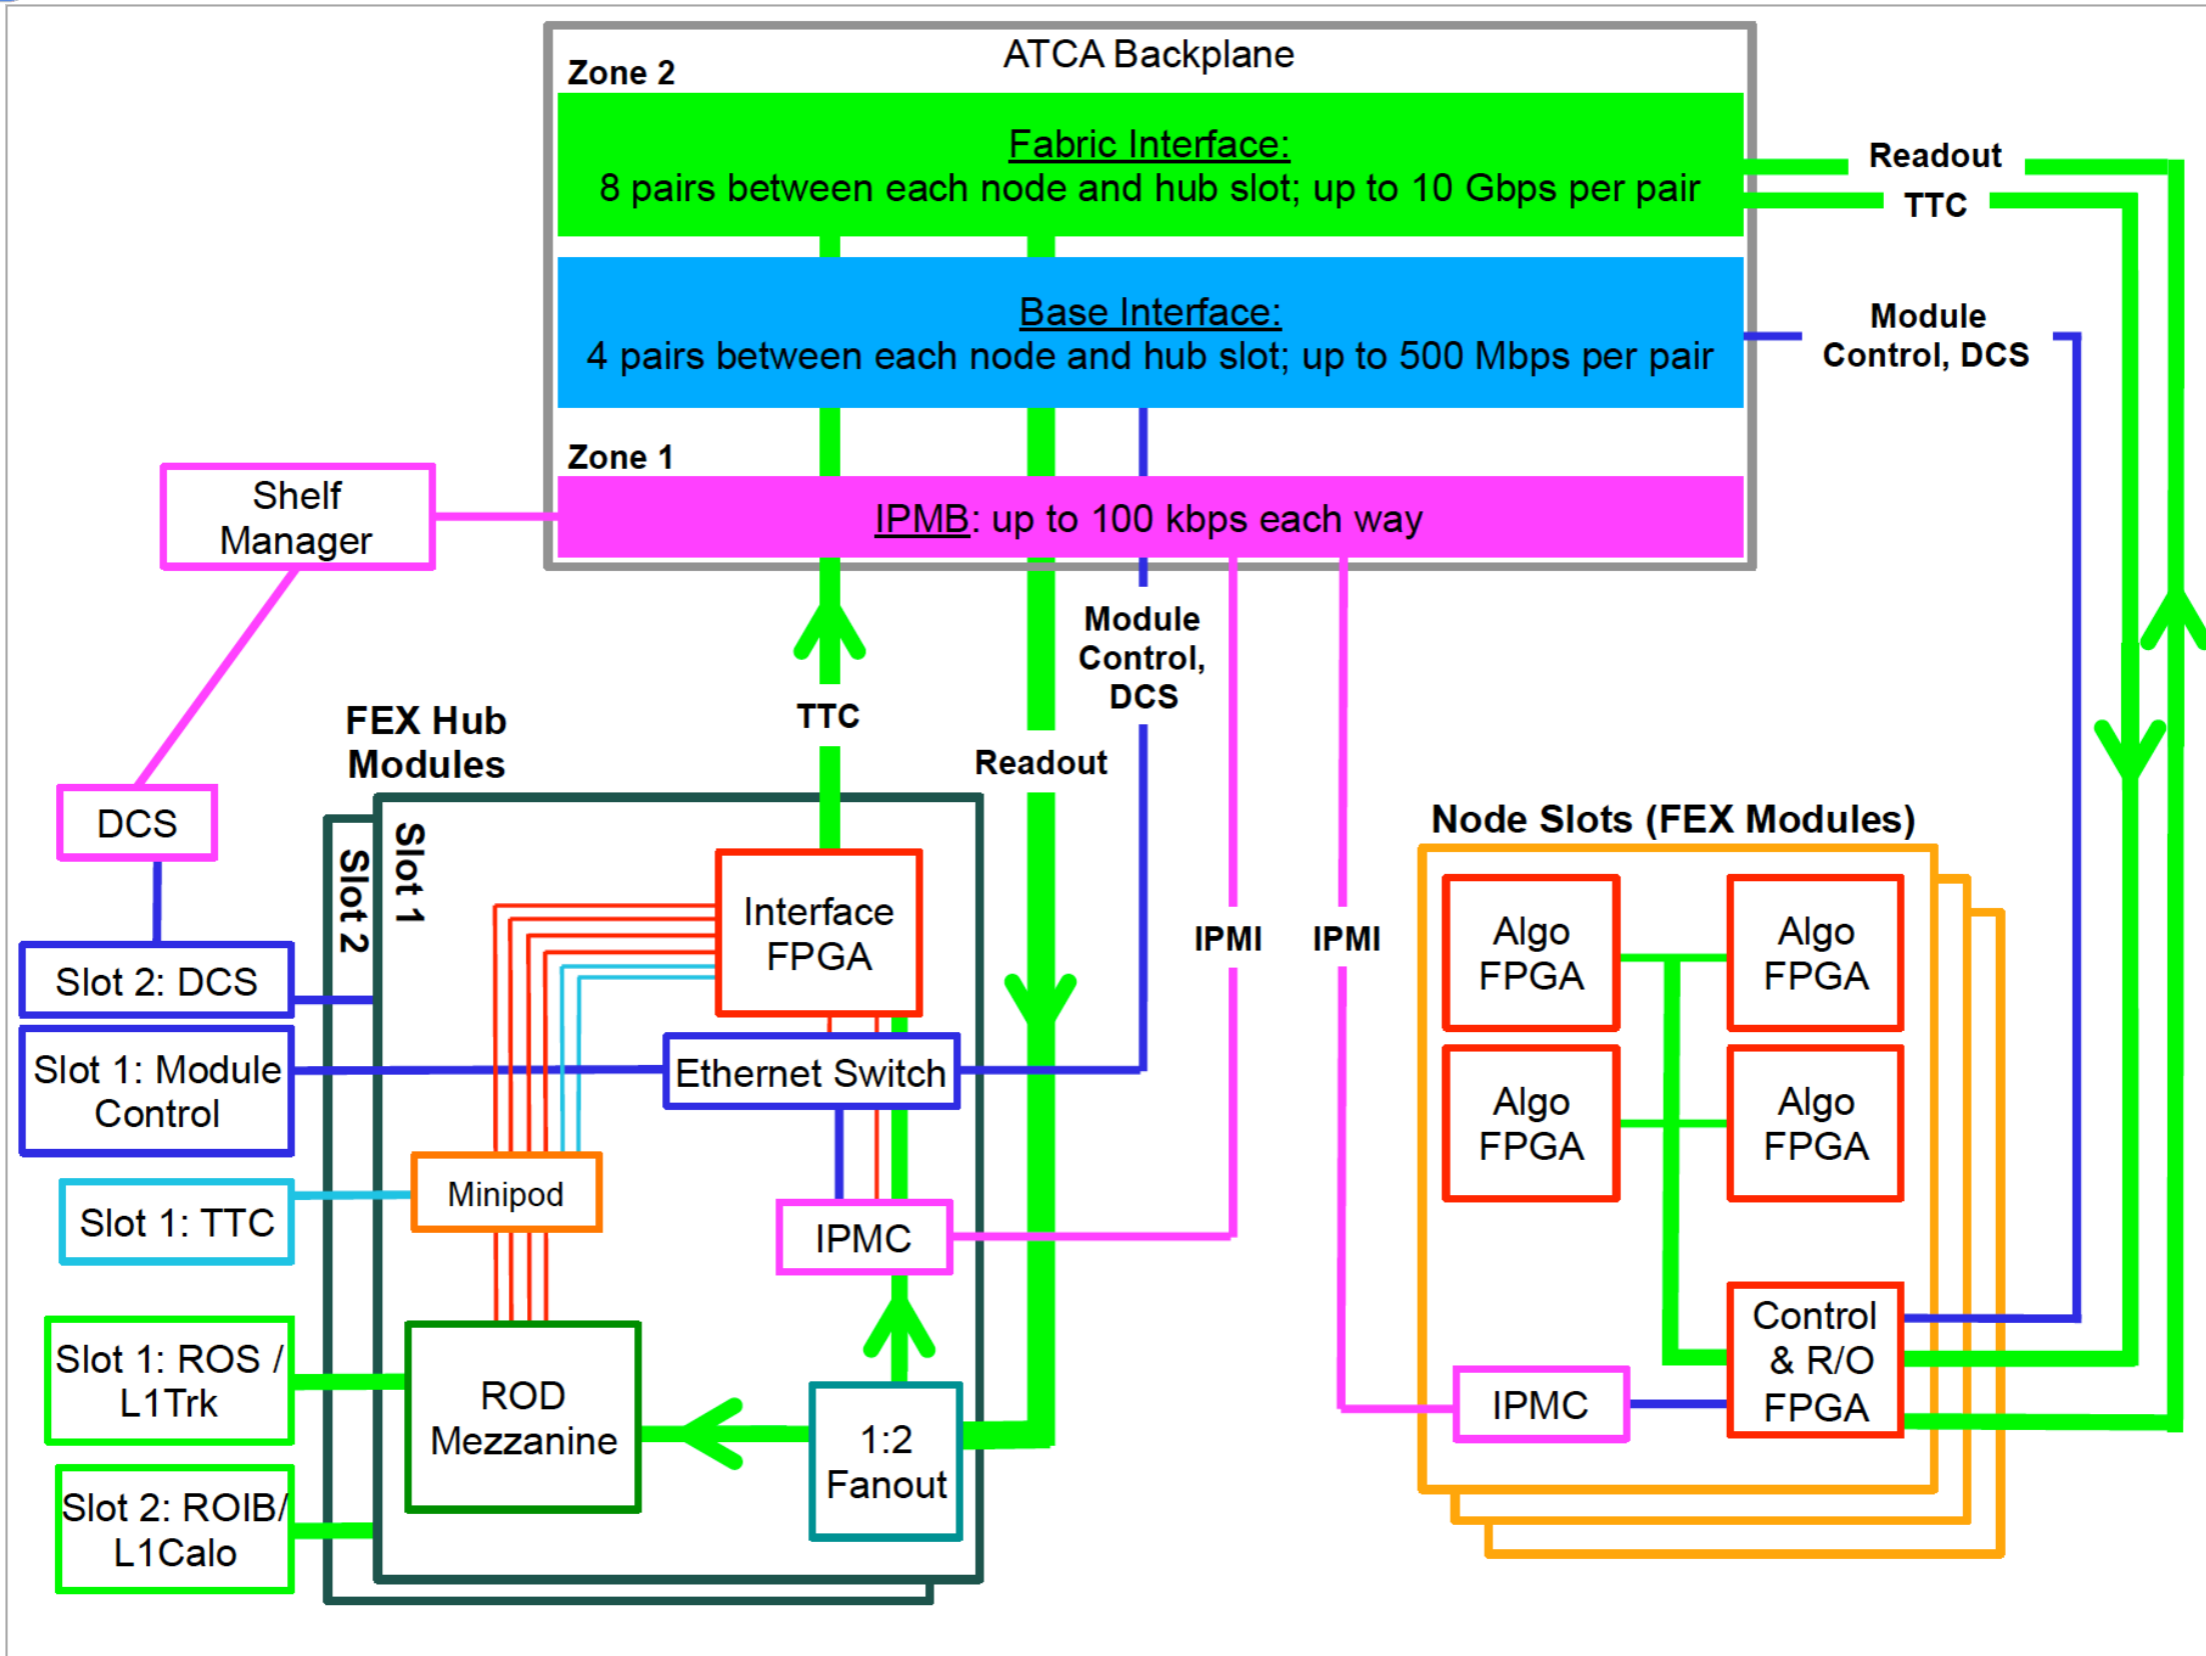 ATCA Backplane
Zone 2
Fabric Interface:
8 pairs between each node and hub slot; up to 10 Gbps per pair
Readout
TTC
Base Interface:
4 pairs between each node and hub slot; up to 500 Mbps per pair
Module
Control, DCS
Zone 1
IPMB: up to 100 kbps each way
Shelf
Manager
Module
Control,
DCS
TTC
Readout
FEX Hub
Modules
DCS
Slot 1
Slot 2
Interface
FPGA
IPMI
IPMI
Node Slots (FEX Modules)
Algo
FPGA
Algo
FPGA
Algo
FPGA
Algo
FPGA
Slot 2: DCS
Slot 1: Module
Control
Ethernet Switch
Slot 1: TTC
Minipod
IPMC
Slot 1: ROS /
L1Trk
ROD
Mezzanine
1:2
Fanout
Slot 2: ROIB/
L1Calo
IPMC
Control
& R/O
FPGA